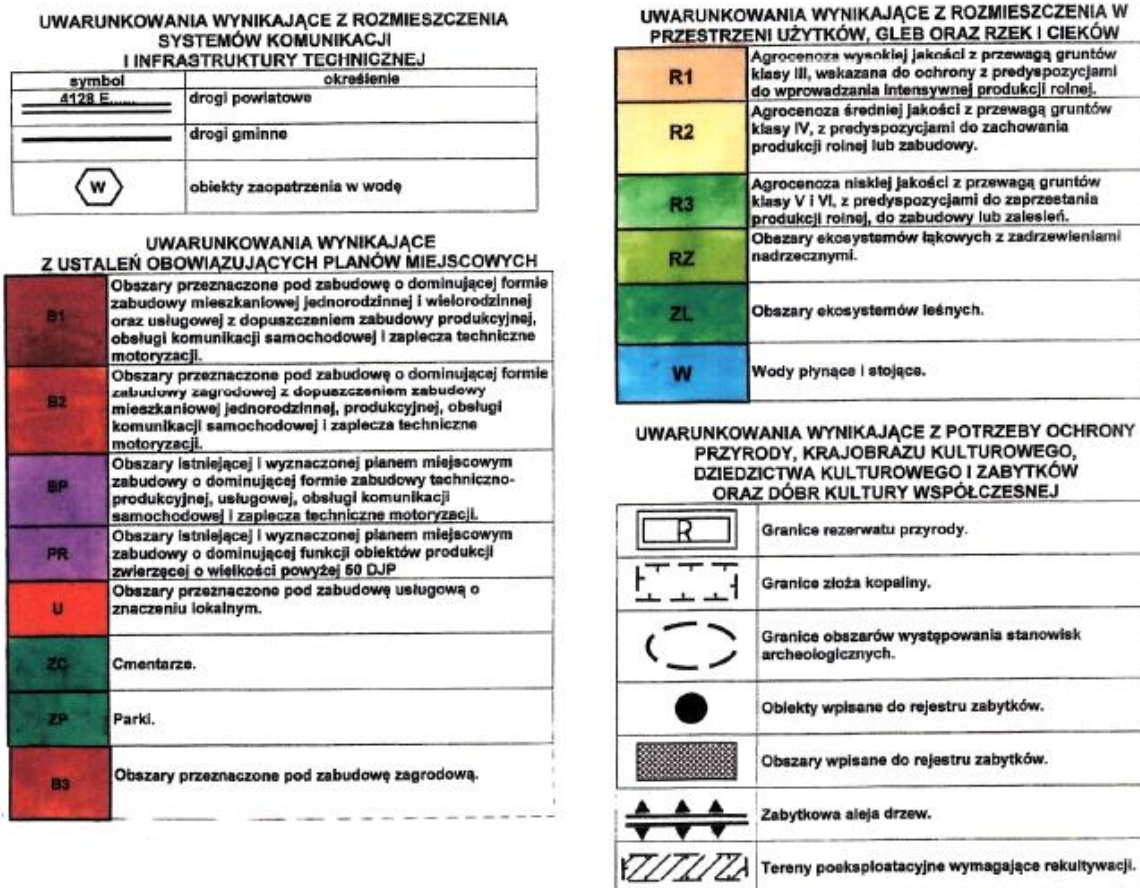 UWARUNKOWANIA WYNIKAJĄCE Z ROZMIESZCZENIA
SYSTEMÓW KOMUNIKACJI
I INFRASTRUKTURY TECHNICZNEJ
symbol określenie
4128 E...... drogi powiatowe
drogi gminne
W obiekty zaopatrzenia w wodę
UWARUNKOWANIA WYNIKAJĄCE
Z USTALEŃ OBOWIĄZUJĄCYCH PLANÓW MIEJSCOWYCH
B1
Obszary przeznaczone pod zabudowę o dominującej formie
zabudowy mieszkaniowej jednorodzinnej i wielorodzinnej
oraz usługowej z dopuszczeniem zabudowy produkcyjnej,
obsługi komunikacji samochodowej i zaplecza techniczne
motoryzacji.
B2
Obszary przeznaczone pod zabudowę o dominującej formie
zabudowy zagrodowej z dopuszczeniem zabudowy
mieszkaniowej jednorodzinnej, produkcyjnej, obsługi
komunikacji samochodowej i zaplecza techniczne
motoryzacji.
BP
Obszary istniejącej i wyznaczonej planem miejscowym
zabudowy o dominującej formie zabudowy techniczno-
produkcyjnej, usługowej, obsługi komunikacji
samochodowej i zaplecza techniczne motoryzacji.
PR
Obszary istniejącej i wyznaczonej planem miejscowym
zabudowy o dominującej funkcji obiektów produkcji
zwierzęcej o wielkości powyżej 50 DJP
U
Obszary przeznaczone pod zabudowę usługową o
znaczeniu lokalnym.
ZC Cmentarze.
ZP Parki.
B3 Obszary przeznaczone pod zabudowę zagrodową.
UWARUNKOWANIA WYNIKAJĄCE Z ROZMIESZCZENIA W
PRZESTRZENI UŻYTKÓW, GLEB ORAZ RZEK I CIEKÓW
R1
Agrocenoza wysokiej jakości z przewagą gruntów
klasy III, wskazana do ochrony z predyspozycjami
do wprowadzania intensywnej produkcji rolnej.
R2
Agrocenoza średniej jakości z przewagą gruntów
klasy IV, z predyspozycjami do zachowania
produkcji rolnej lub zabudowy.
R3
Agrocenoza niskiej jakości z przewagą gruntów
klasy V i VI, z predyspozycjami do zaprzestania
produkcji rolnej, do zabudowy lub zalesień.
RZ
Obszary ekosystemów łąkowych z zadrzewieniami
nadrzecznymi.
ZL Obszary ekosystemów leśnych.
W Wody płynące i stojące.
UWARUNKOWANIA WYNIKAJĄCE Z POTRZEBY OCHRONY
PRZYRODY, KRAJOBRAZU KULTUROWEGO,
DZIEDZICTWA KULTUROWEGO I ZABYTKÓW
ORAZ DÓBR KULTURY WSPÓŁCZESNEJ
R Granice rezerwatu przyrody.
Granice złoża kopaliny.
Granice obszarów występowania stanowisk
archeologicznych.
Obiekty wpisane do rejestru zabytków.
Obszary wpisane do rejestru zabytków.
Zabytkowa aleja drzew.
Tereny poeksploatacyjne wymagające rekultywacji.